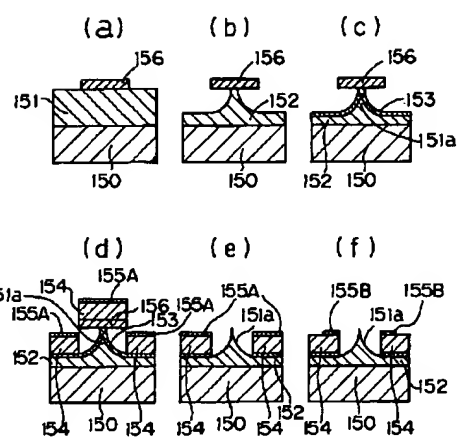 (a) (b) (c)
156 156 156
151 152 153
151a
150 150 152 150
(d) (e) (f)
155A
154 155A 155B 155B
151a 156 155A 151a 151a
155A 153
152 152
154 150 154 154 150 154 152 154 150 154